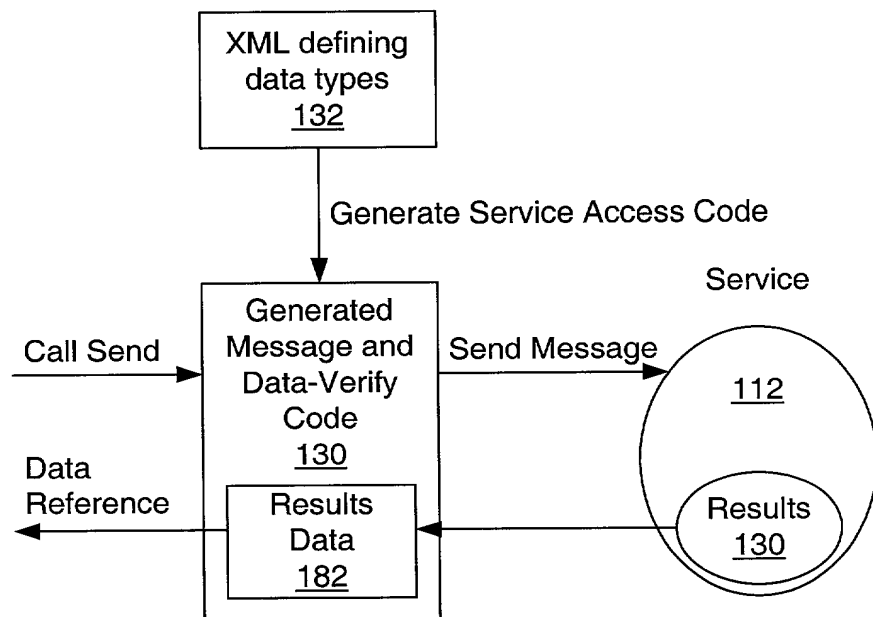 XML defining
data types
132
Generate Service Access Code
Service
Generated
Message and
Data-Verify
Code
130
Call Send
Send Message
112
Data
Reference
Results
Data
182
Results
130